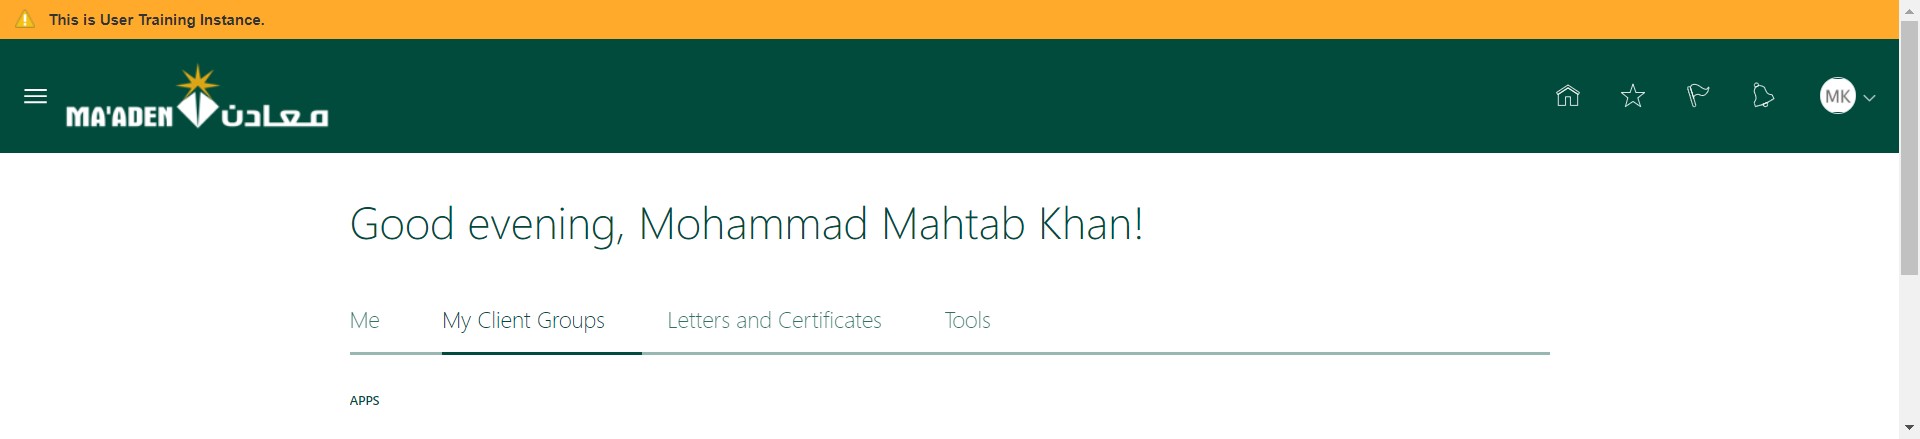 This is User Training Instance.
MA'ADEN معادن
MK
Good evening, Mohammad Mahtab Khan!
Me My Client Groups Letters and Certificates Tools
APPS